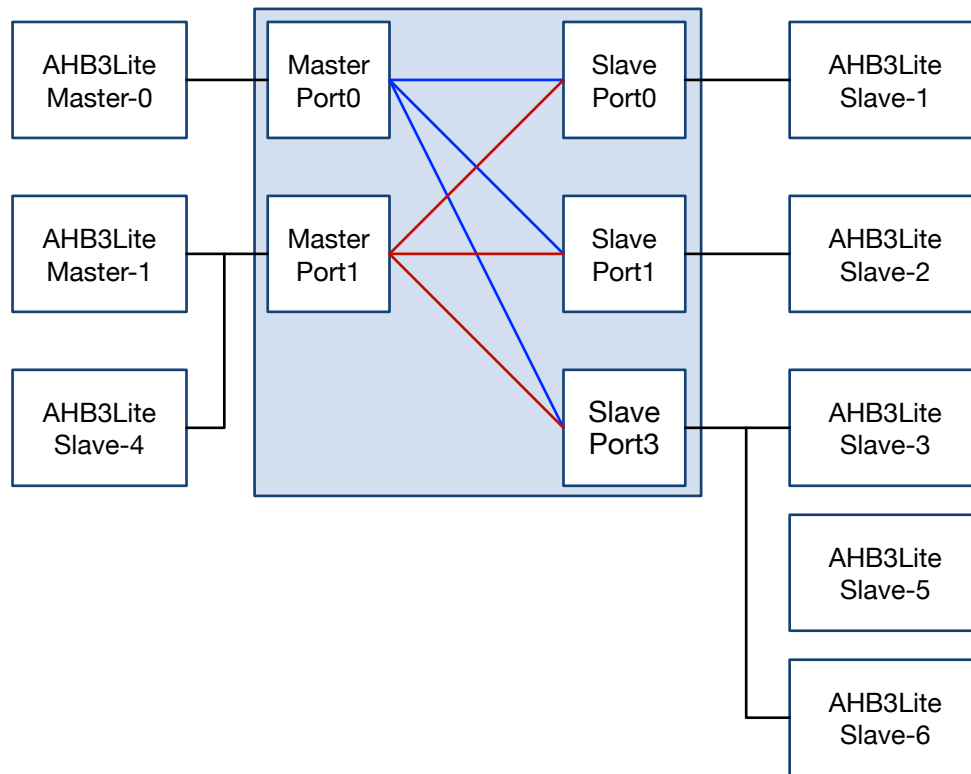 AHB3Lite
Master-0
Master
Port0
Slave
Port0
AHB3Lite
Slave-1
AHB3Lite
Master-1
Master
Port1
Slave
Port1
AHB3Lite
Slave-2
AHB3Lite
Slave-4
Slave
Port3
AHB3Lite
Slave-3
AHB3Lite
Slave-5
AHB3Lite
Slave-6